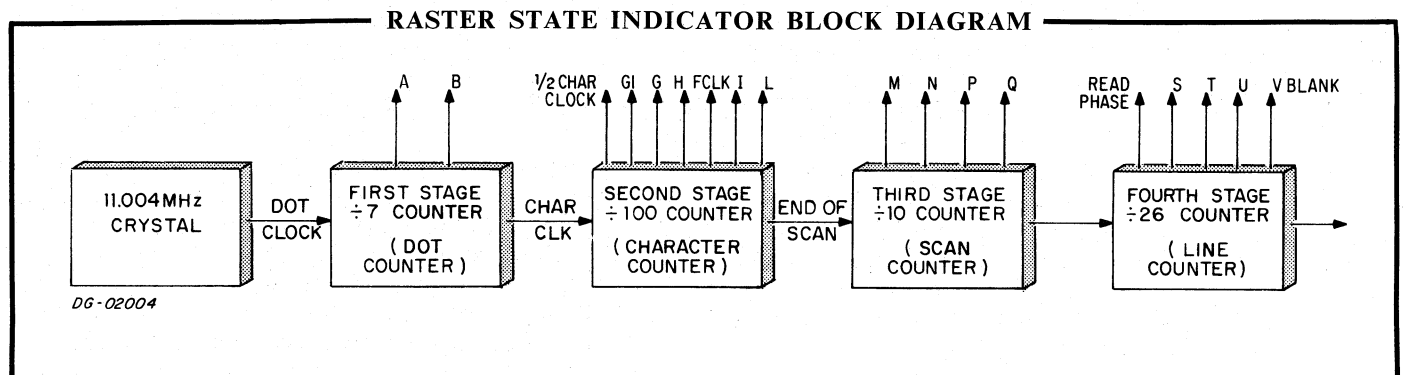 RASTER STATE INDICATOR BLOCK DIAGRAM
A B
1/2 CHAR CLOCK GI G H FCLK I L
M N P Q
READ PHASE S T U V BLANK
11.004MHz
CRYSTAL
DOT
CLOCK
FIRST STAGE
÷7 COUNTER
(DOT
COUNTER)
CHAR
CLK
SECOND STAGE
÷100 COUNTER
(CHARACTER
COUNTER)
END OF
SCAN
THIRD STAGE
÷10 COUNTER
(SCAN
COUNTER)
FOURTH STAGE
÷26 COUNTER
(LINE
COUNTER)
DG-02004